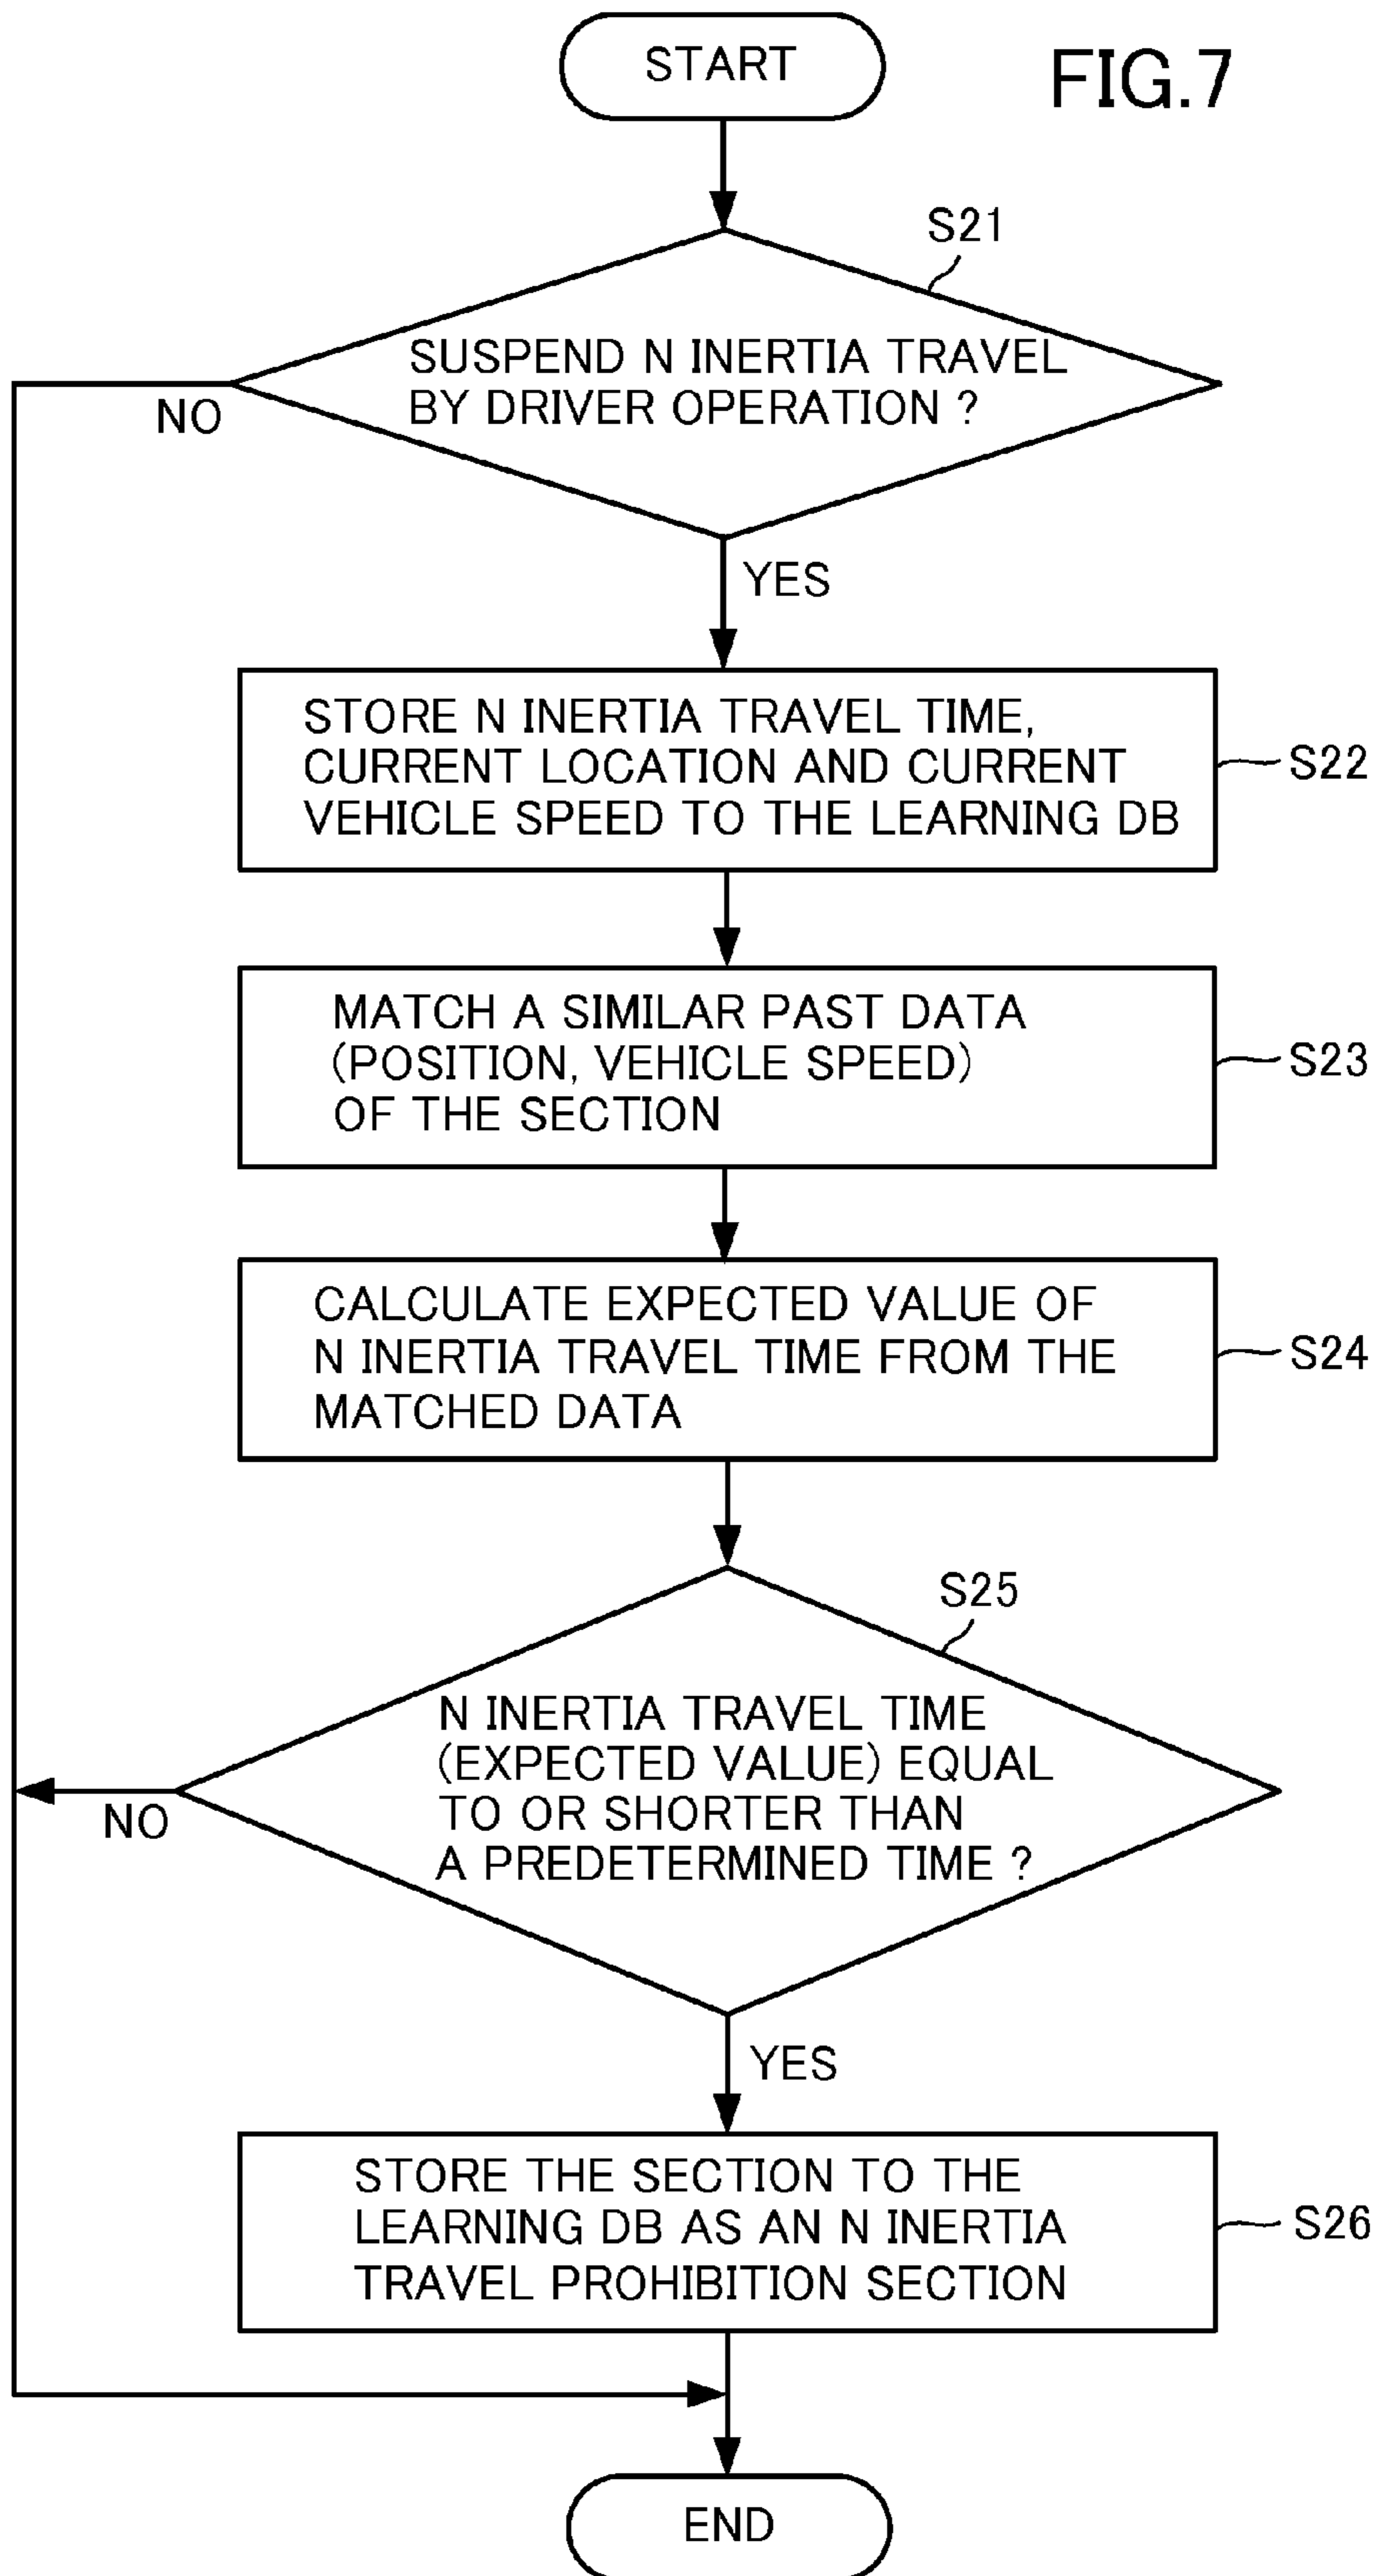 START
FIG.7
S21
SUSPEND N INERTIA TRAVEL
BY DRIVER OPERATION ?
NO
YES
STORE N INERTIA TRAVEL TIME,
CURRENT LOCATION AND CURRENT
VEHICLE SPEED TO THE LEARNING DB
S22
MATCH A SIMILAR PAST DATA
(POSITION, VEHICLE SPEED)
OF THE SECTION
S23
CALCULATE EXPECTED VALUE OF
N INERTIA TRAVEL TIME FROM THE
MATCHED DATA
S24
S25
N INERTIA TRAVEL TIME
(EXPECTED VALUE) EQUAL
TO OR SHORTER THAN
A PREDETERMINED TIME ?
NO
YES
STORE THE SECTION TO THE
LEARNING DB AS AN N INERTIA
TRAVEL PROHIBITION SECTION
S26
END